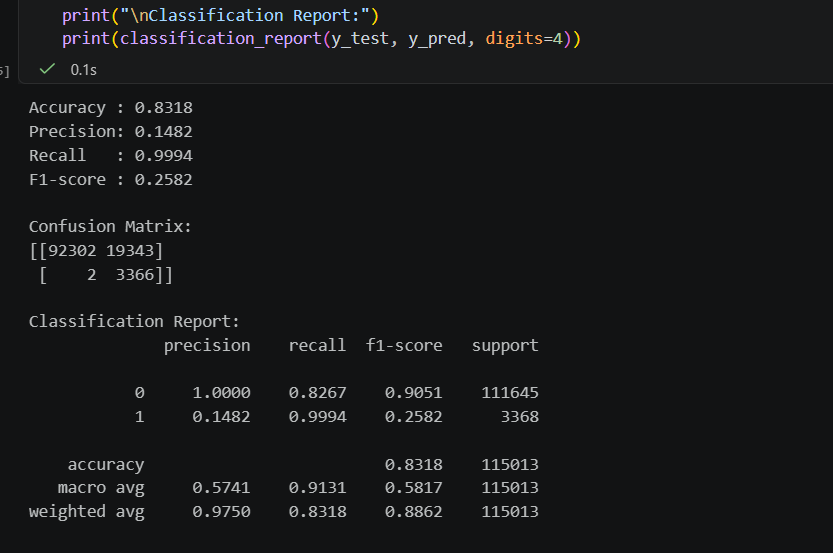 print("\nClassification Report:")
print(classification_report(y_test, y_pred, digits=4))
0.1s
Accuracy : 0.8318
Precision: 0.1482
Recall   : 0.9994
F1-score : 0.2582
Confusion Matrix:
[[92302 19343]
 [    2  3366]]
Classification Report:
              precision    recall  f1-score   support
           0     1.0000    0.8267    0.9051    111645
           1     0.1482    0.9994    0.2582      3368
    accuracy                         0.8318    115013
   macro avg     0.5741    0.9131    0.5817    115013
weighted avg     0.9750    0.8318    0.8862    115013